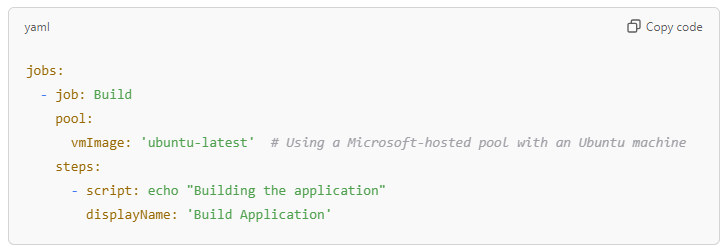 yaml
Copy code
jobs:
  - job: Build
    pool:
      vmImage: 'ubuntu-latest'  # Using a Microsoft-hosted pool with an Ubuntu machine
    steps:
      - script: echo "Building the application"
        displayName: 'Build Application'